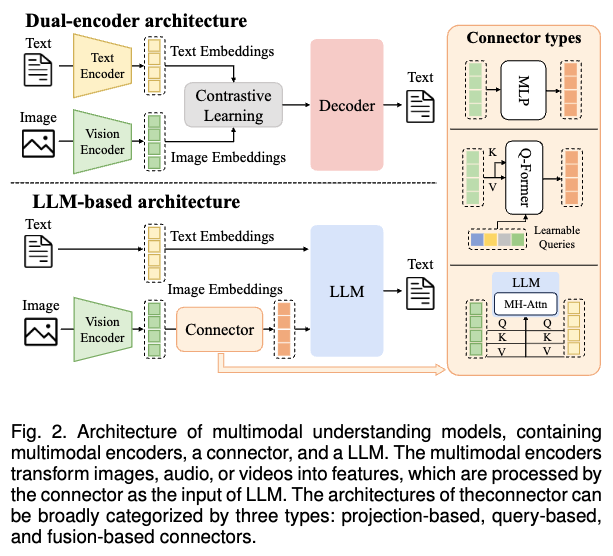 Dual-encoder architecture
Text
Text
Encoder
Text Embeddings
Contrastive
Learning
Decoder
Text
Image
Vision
Encoder
Image Embeddings
LLM-based architecture
Text
Text Embeddings
Image
Vision
Encoder
Image Embeddings
Connector
LLM
Text
Connector types
MLP
K
V
Q-Former
Learnable
Queries
LLM
MH-Attn
Q Q
K K
V V
Fig. 2. Architecture of multimodal understanding models, containing
multimodal encoders, a connector, and a LLM. The multimodal encoders
transform images, audio, or videos into features, which are processed by
the connector as the input of LLM. The architectures of theconnector can
be broadly categorized by three types: projection-based, query-based,
and fusion-based connectors.